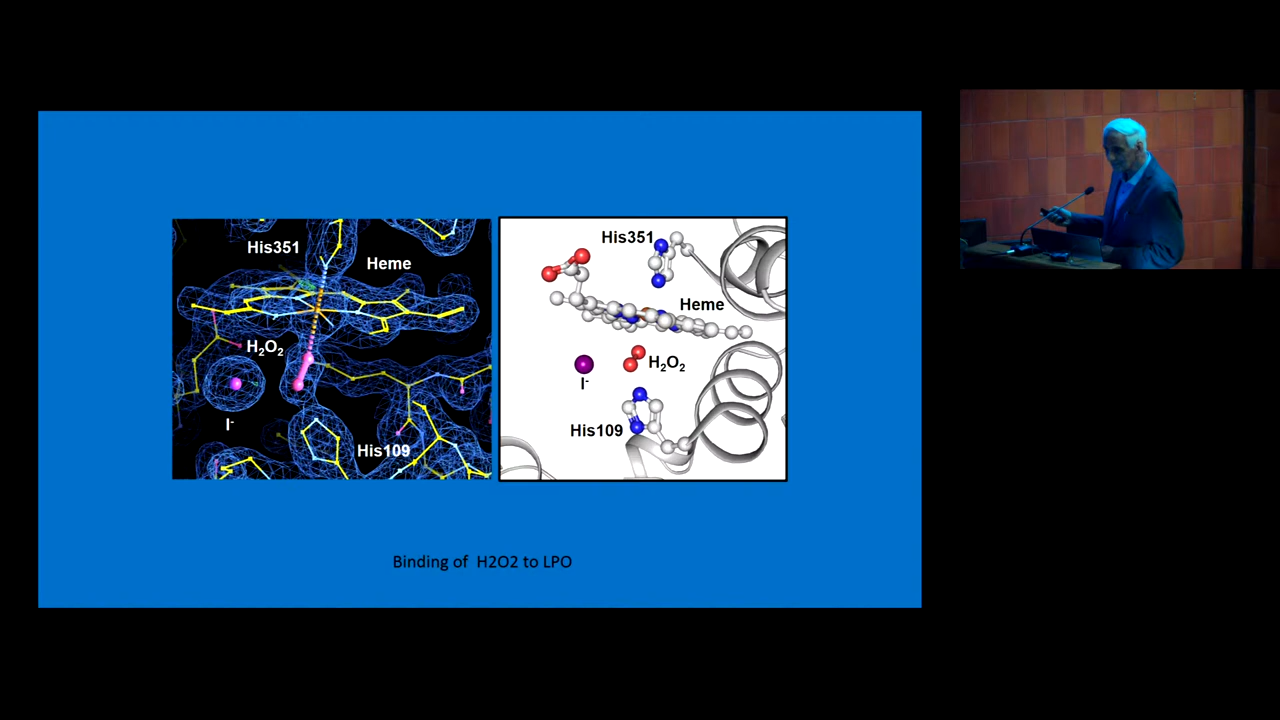 His351
Heme
H₂O₂
I⁻
His109
His351
Heme
H₂O₂
I⁻
His109
Binding of H2O2 to LPO